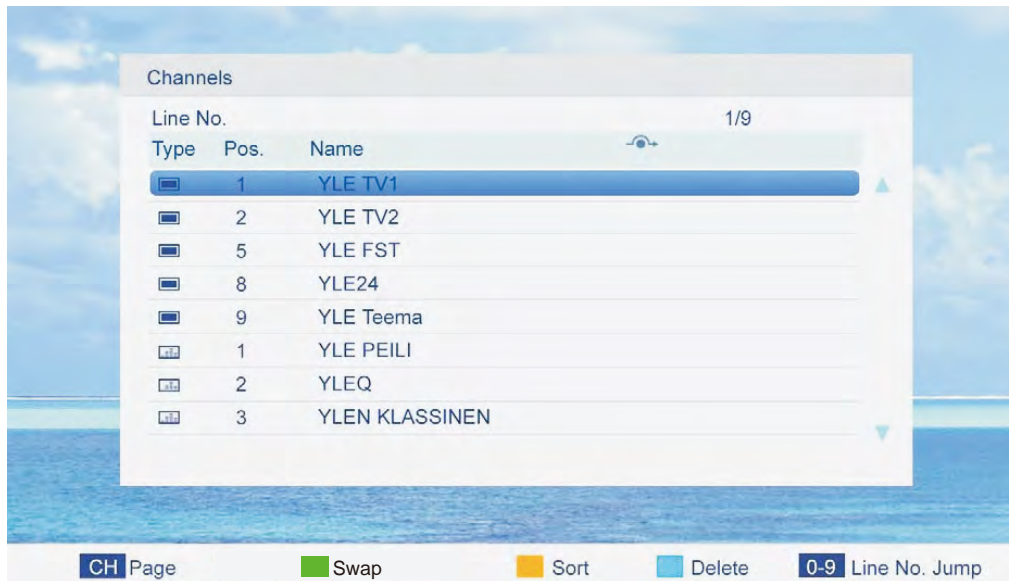 Channels
Line No. 1/9
Type Pos. Name
1 YLE TV1
2 YLE TV2
5 YLE FST
8 YLE24
9 YLE Teema
1 YLE PEILI
2 YLEQ
3 YLEN KLASSINEN
CH Page Swap Sort Delete 0-9 Line No. Jump